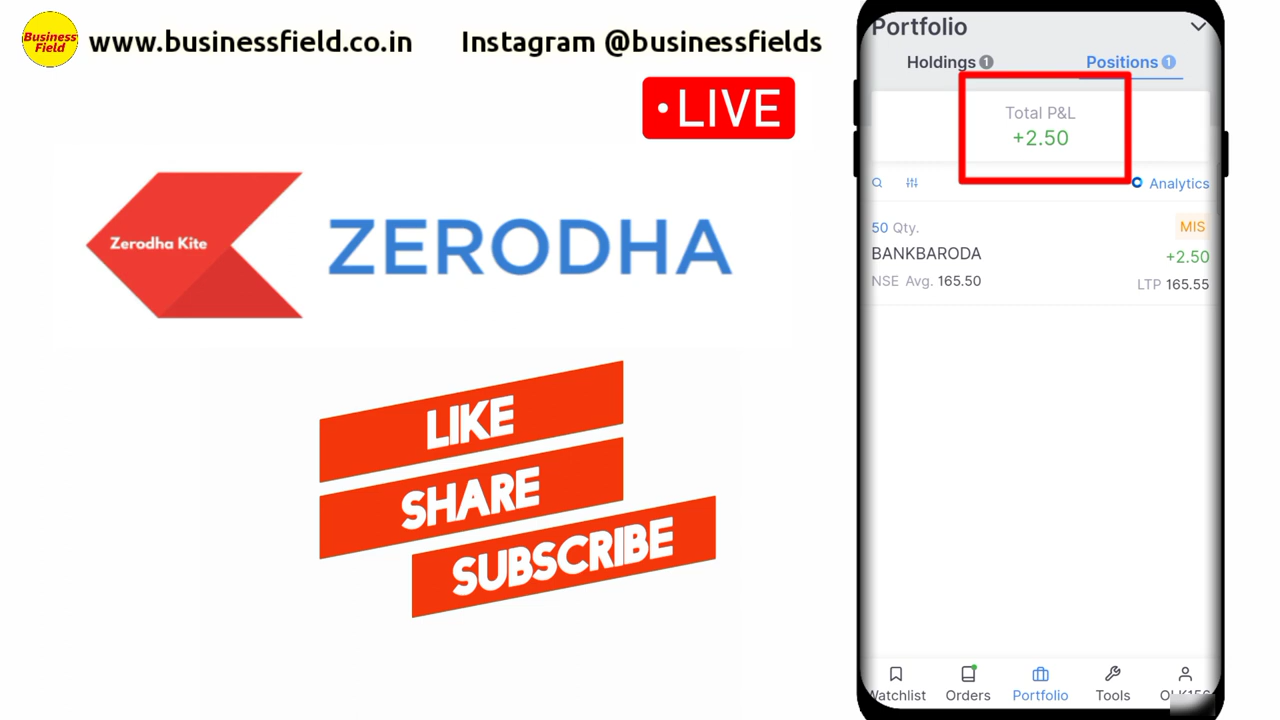 Business Field
www.businessfield.co.in
Instagram @businessfields
LIVE
Zerodha Kite
ZERODHA
LIKE
SHARE
SUBSCRIBE
Portfolio
Holdings 1
Positions 1
Total P&L
+2.50
Analytics
50 Qty.
MIS
BANKBARODA
+2.50
NSE Avg. 165.50
LTP 165.55
Watchlist
Orders
Portfolio
Tools